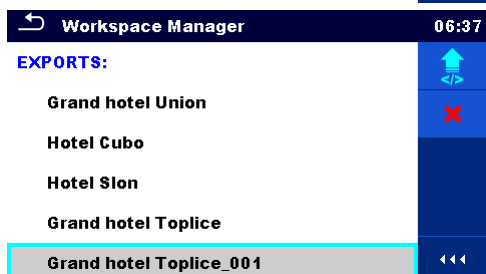 Workspace Manager 06:37
EXPORTS:
</>
Grand hotel Union
Hotel Cubo
Hotel Slon
Grand hotel Toplice
Grand hotel Toplice_001